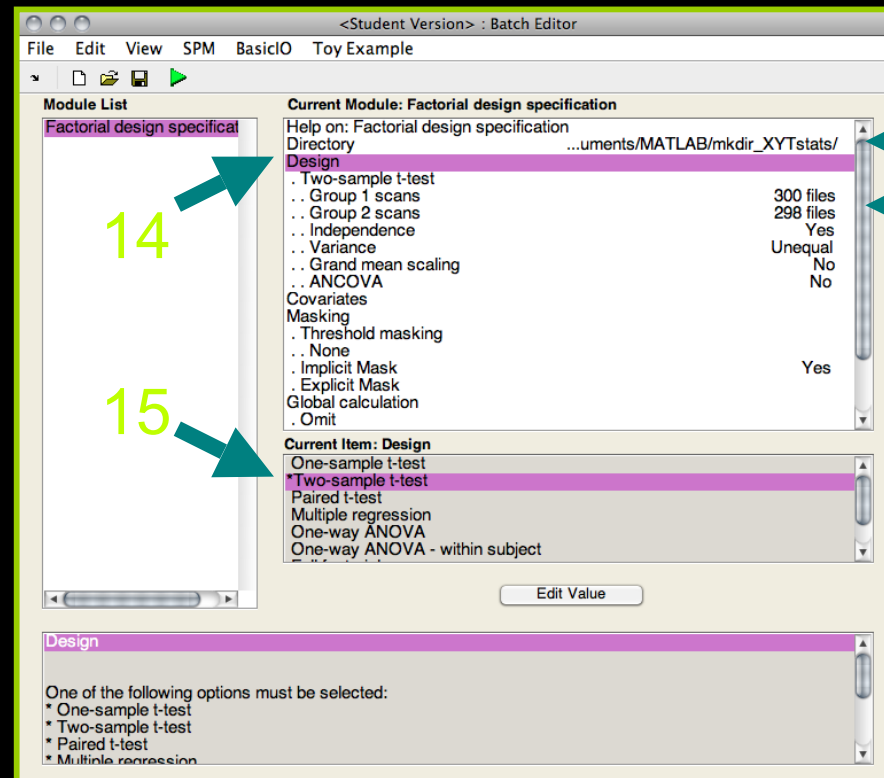 <Student Version> : Batch Editor
File Edit View SPM BasicIO Toy Example
Module List
Factorial design specificat
Current Module: Factorial design specification
Help on: Factorial design specification
Directory ...uments/MATLAB/mkdir_XYTstats/
Design
. Two-sample t-test
. . Group 1 scans 300 files
. . Group 2 scans 298 files
. . Independence Yes
. . Variance Unequal
. . Grand mean scaling No
. . ANCOVA No
Covariates
Masking
. Threshold masking
. . None
. Implicit Mask Yes
. Explicit Mask
Global calculation
. Omit
14
15
Current Item: Design
One-sample t-test
*Two-sample t-test
Paired t-test
Multiple regression
One-way ANOVA
One-way ANOVA - within subject
Edit Value
Design
One of the following options must be selected:
* One-sample t-test
* Two-sample t-test
* Paired t-test
* Multiple regression